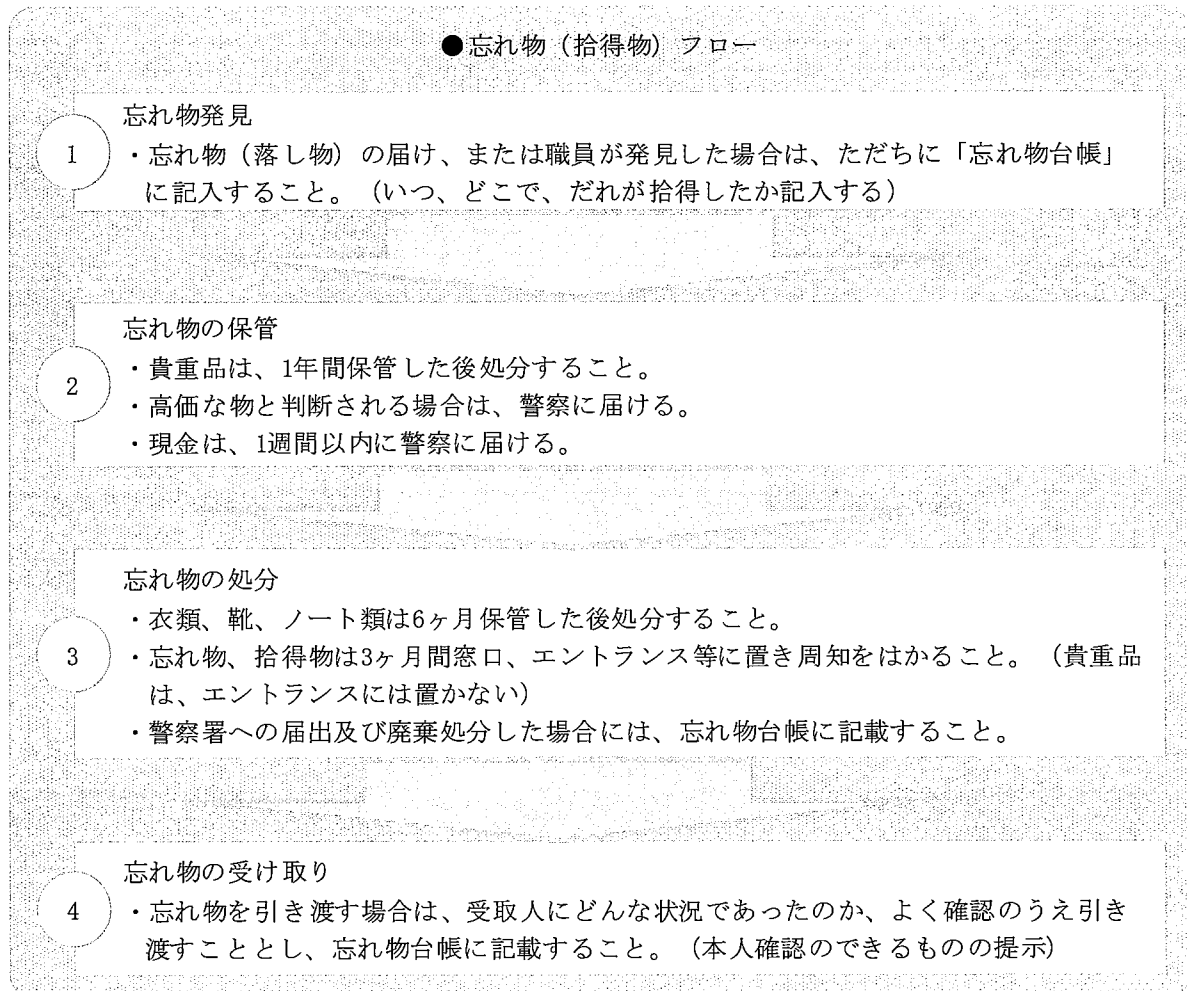 ●忘れ物（拾得物）フロー
忘れ物発見
1
・忘れ物（落し物）の届け、または職員が発見した場合は、ただちに「忘れ物台帳」
に記入すること。（いつ、どこで、だれが拾得したか記入する）
忘れ物の保管
2
・貴重品は、1年間保管した後処分すること。
・高価な物と判断される場合は、警察に届ける。
・現金は、1週間以内に警察に届ける。
忘れ物の処分
・衣類、靴、ノート類は6ヶ月保管した後処分すること。
3
・忘れ物、拾得物は3ヶ月間窓口、エントランス等に置き周知をはかること。（貴重品
は、エントランスには置かない）
・警察署への届出及び廃棄処分した場合には、忘れ物台帳に記載すること。
忘れ物の受け取り
4
・忘れ物を引き渡す場合は、受取人にどんな状況であったのか、よく確認のうえ引き
渡すこととし、忘れ物台帳に記載すること。（本人確認のできるものの提示）